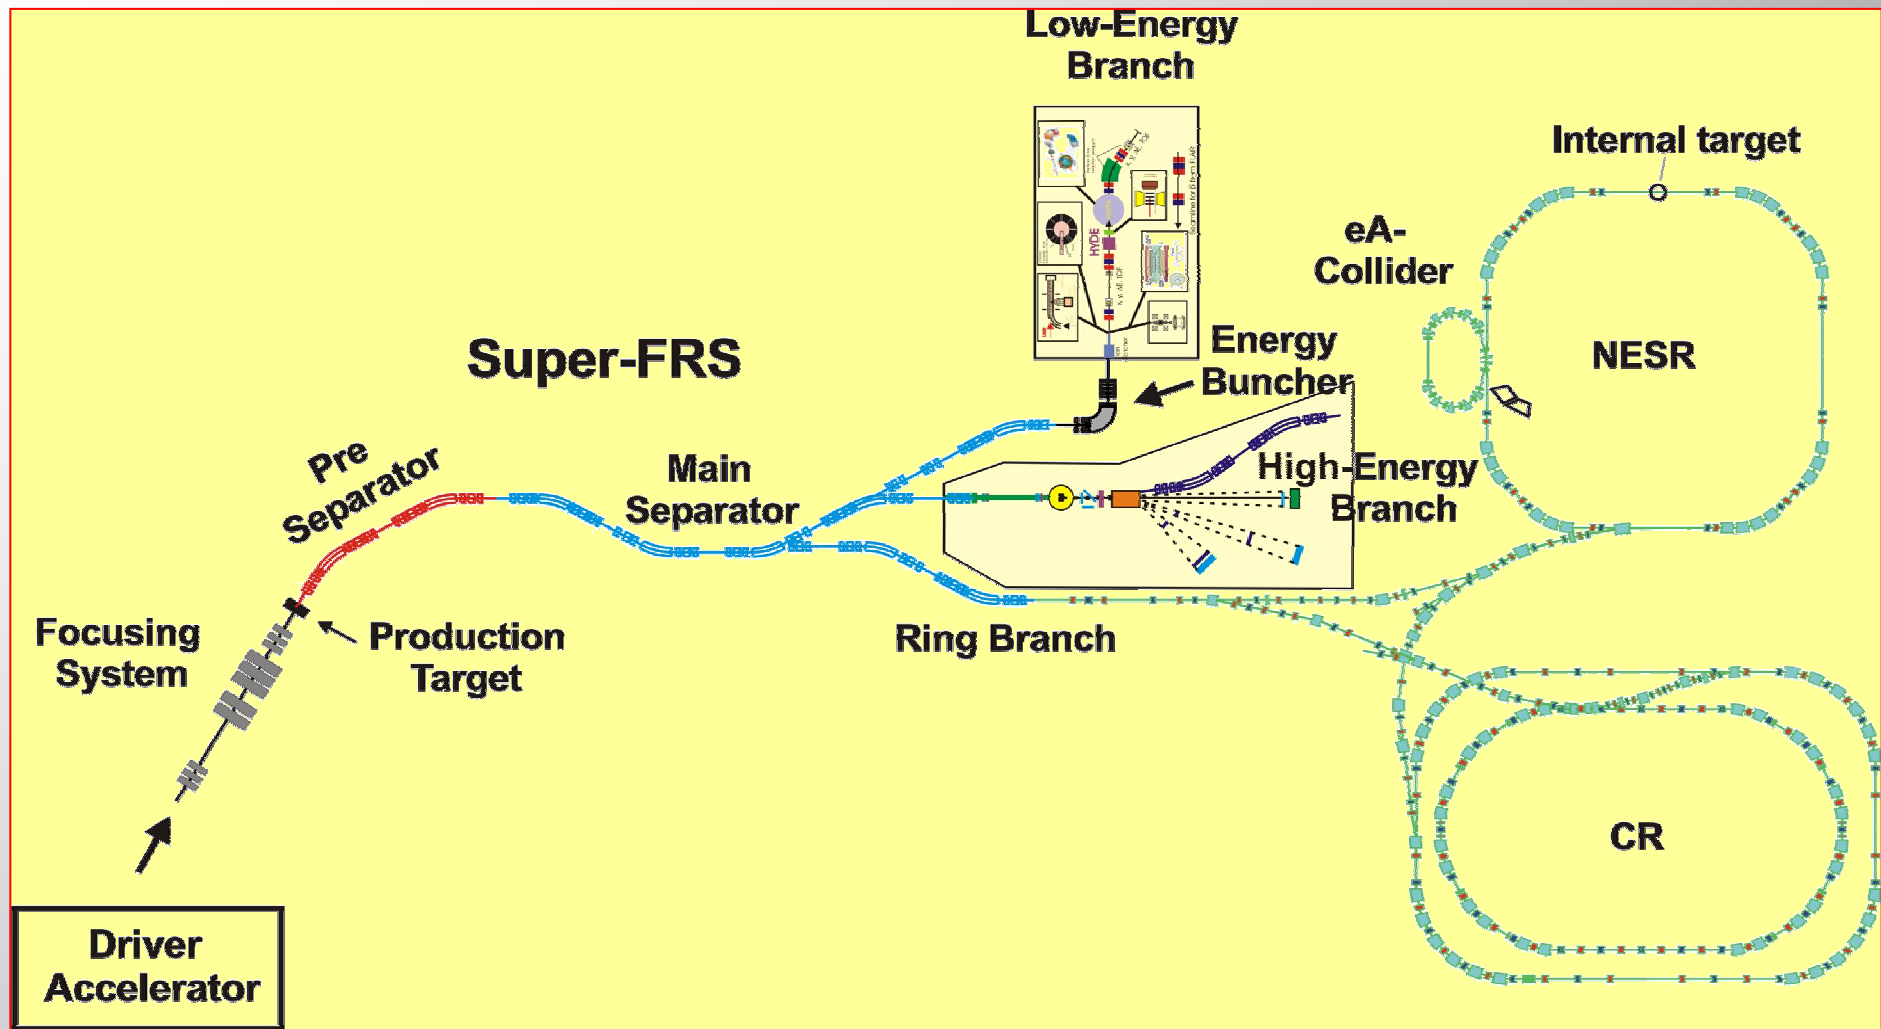 Low-Energy
Branch
Internal target
eA-
Collider
HYDE
NESR
Energy
Buncher
Super-FRS
Pre
Separator
Main
Separator
High-Energy
Branch
Focusing
System
Production
Target
Ring Branch
CR
Driver
Accelerator